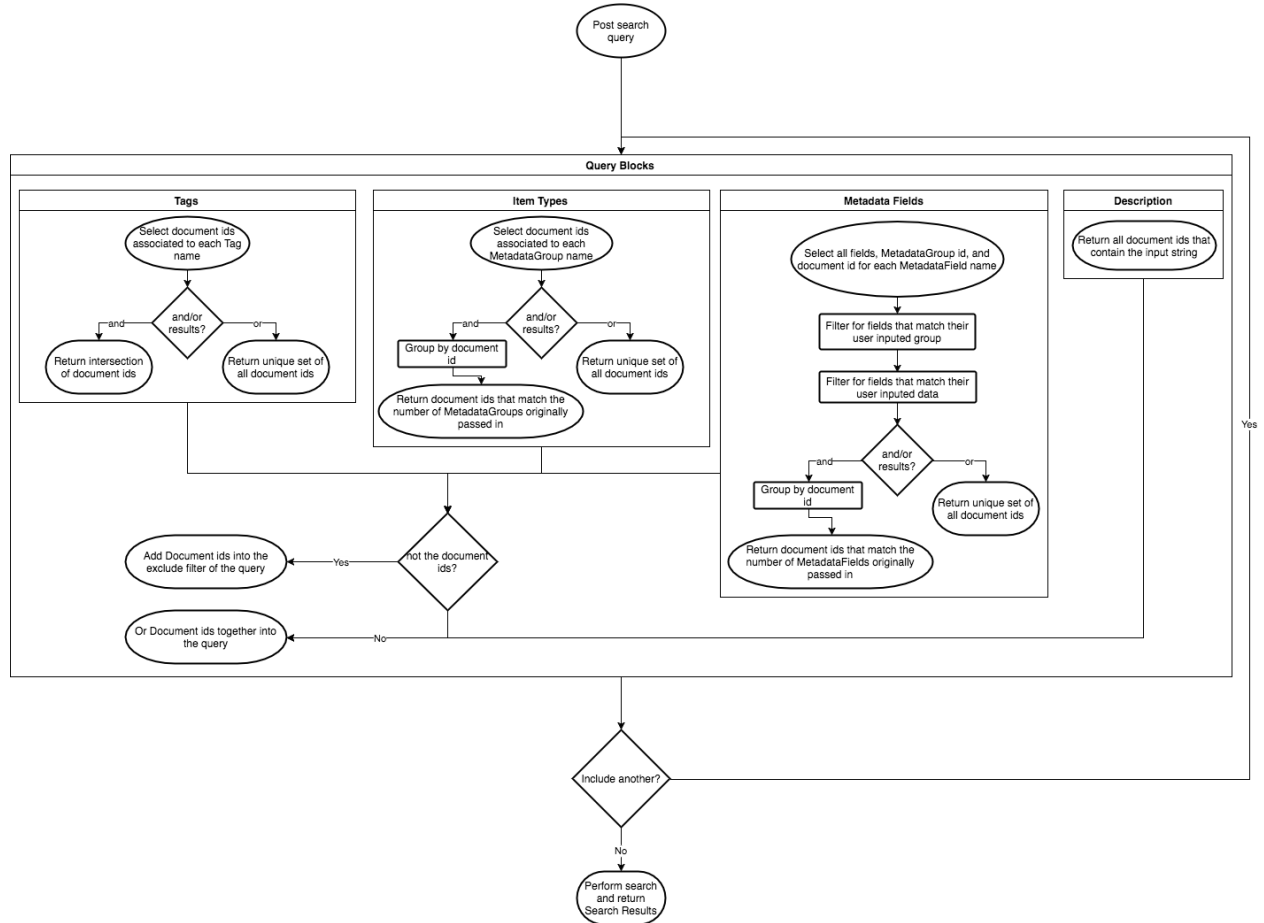 Post search
query
Query Blocks
Tags
Select document ids
associated to each Tag
name
and/or
results?
and
or
Return intersection
of document ids
Return unique set of
all document ids
Item Types
Select document ids
associated to each
MetadataGroup name
and/or
results?
and
or
Group by document
id
Return unique set of
all document ids
Return document ids that match the
number of MetadataGroups originally
passed in
Metadata Fields
Select all fields, MetadataGroup id, and
document id for each MetadataField name
Filter for fields that match their
user inputed group
Filter for fields that match their
user inputed data
and/or
results?
and
or
Group by document
id
Return unique set of
all document ids
Return document ids that match the
number of MetadataFields originally
passed in
Description
Return all document ids that
contain the input string
not the document
ids?
Yes
Add Document ids into the
exclude filter of the query
No
Or Document ids together into
the query
Yes
Include another?
No
Perform search
and return
Search Results